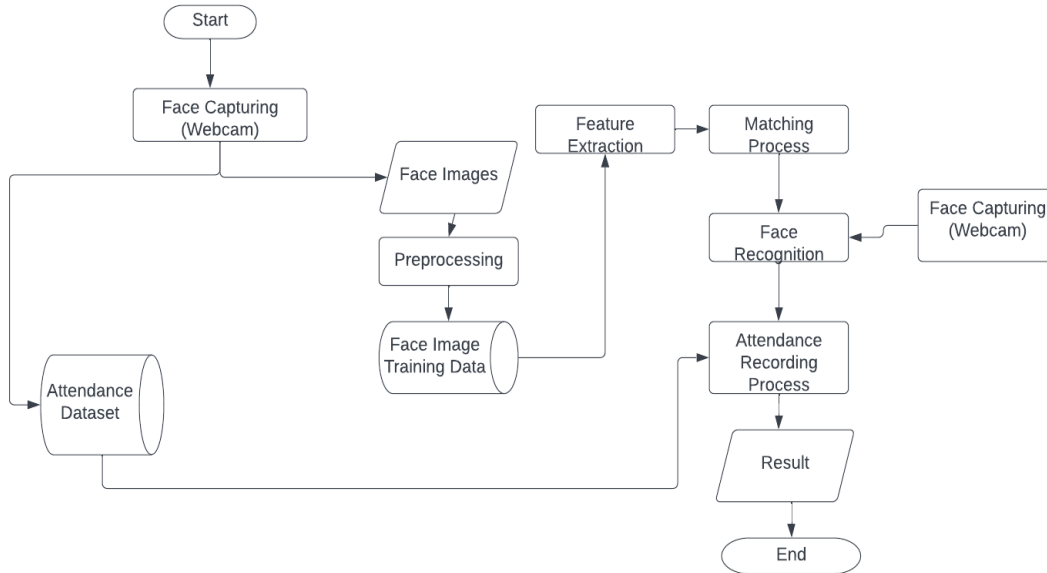 Start
Face Capturing
(Webcam)
Face Images
Preprocessing
Face Image
Training Data
Attendance
Dataset
Feature
Extraction
Matching
Process
Face
Recognition
Face Capturing
(Webcam)
Attendance
Recording
Process
Result
End